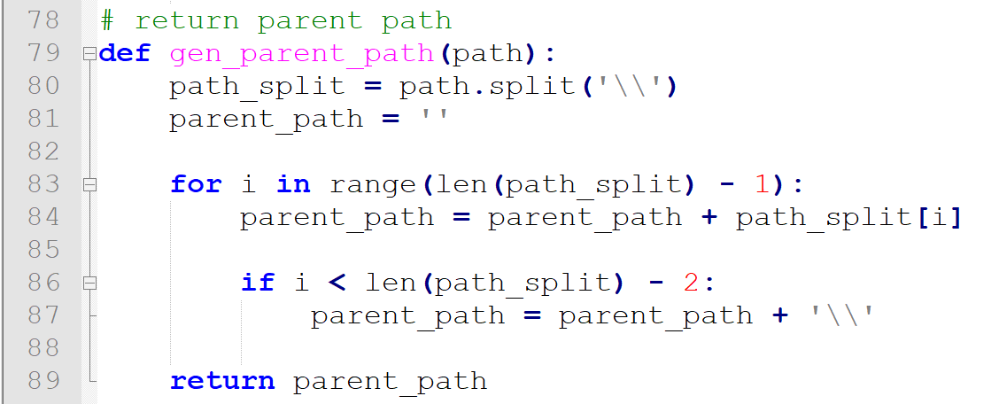 78 # return parent path
79 def gen_parent_path(path):
80     path_split = path.split('\\')
81     parent_path = ''
82
83     for i in range(len(path_split) - 1):
84         parent_path = parent_path + path_split[i]
85
86         if i < len(path_split) - 2:
87             parent_path = parent_path + '\\'
88
89     return parent_path